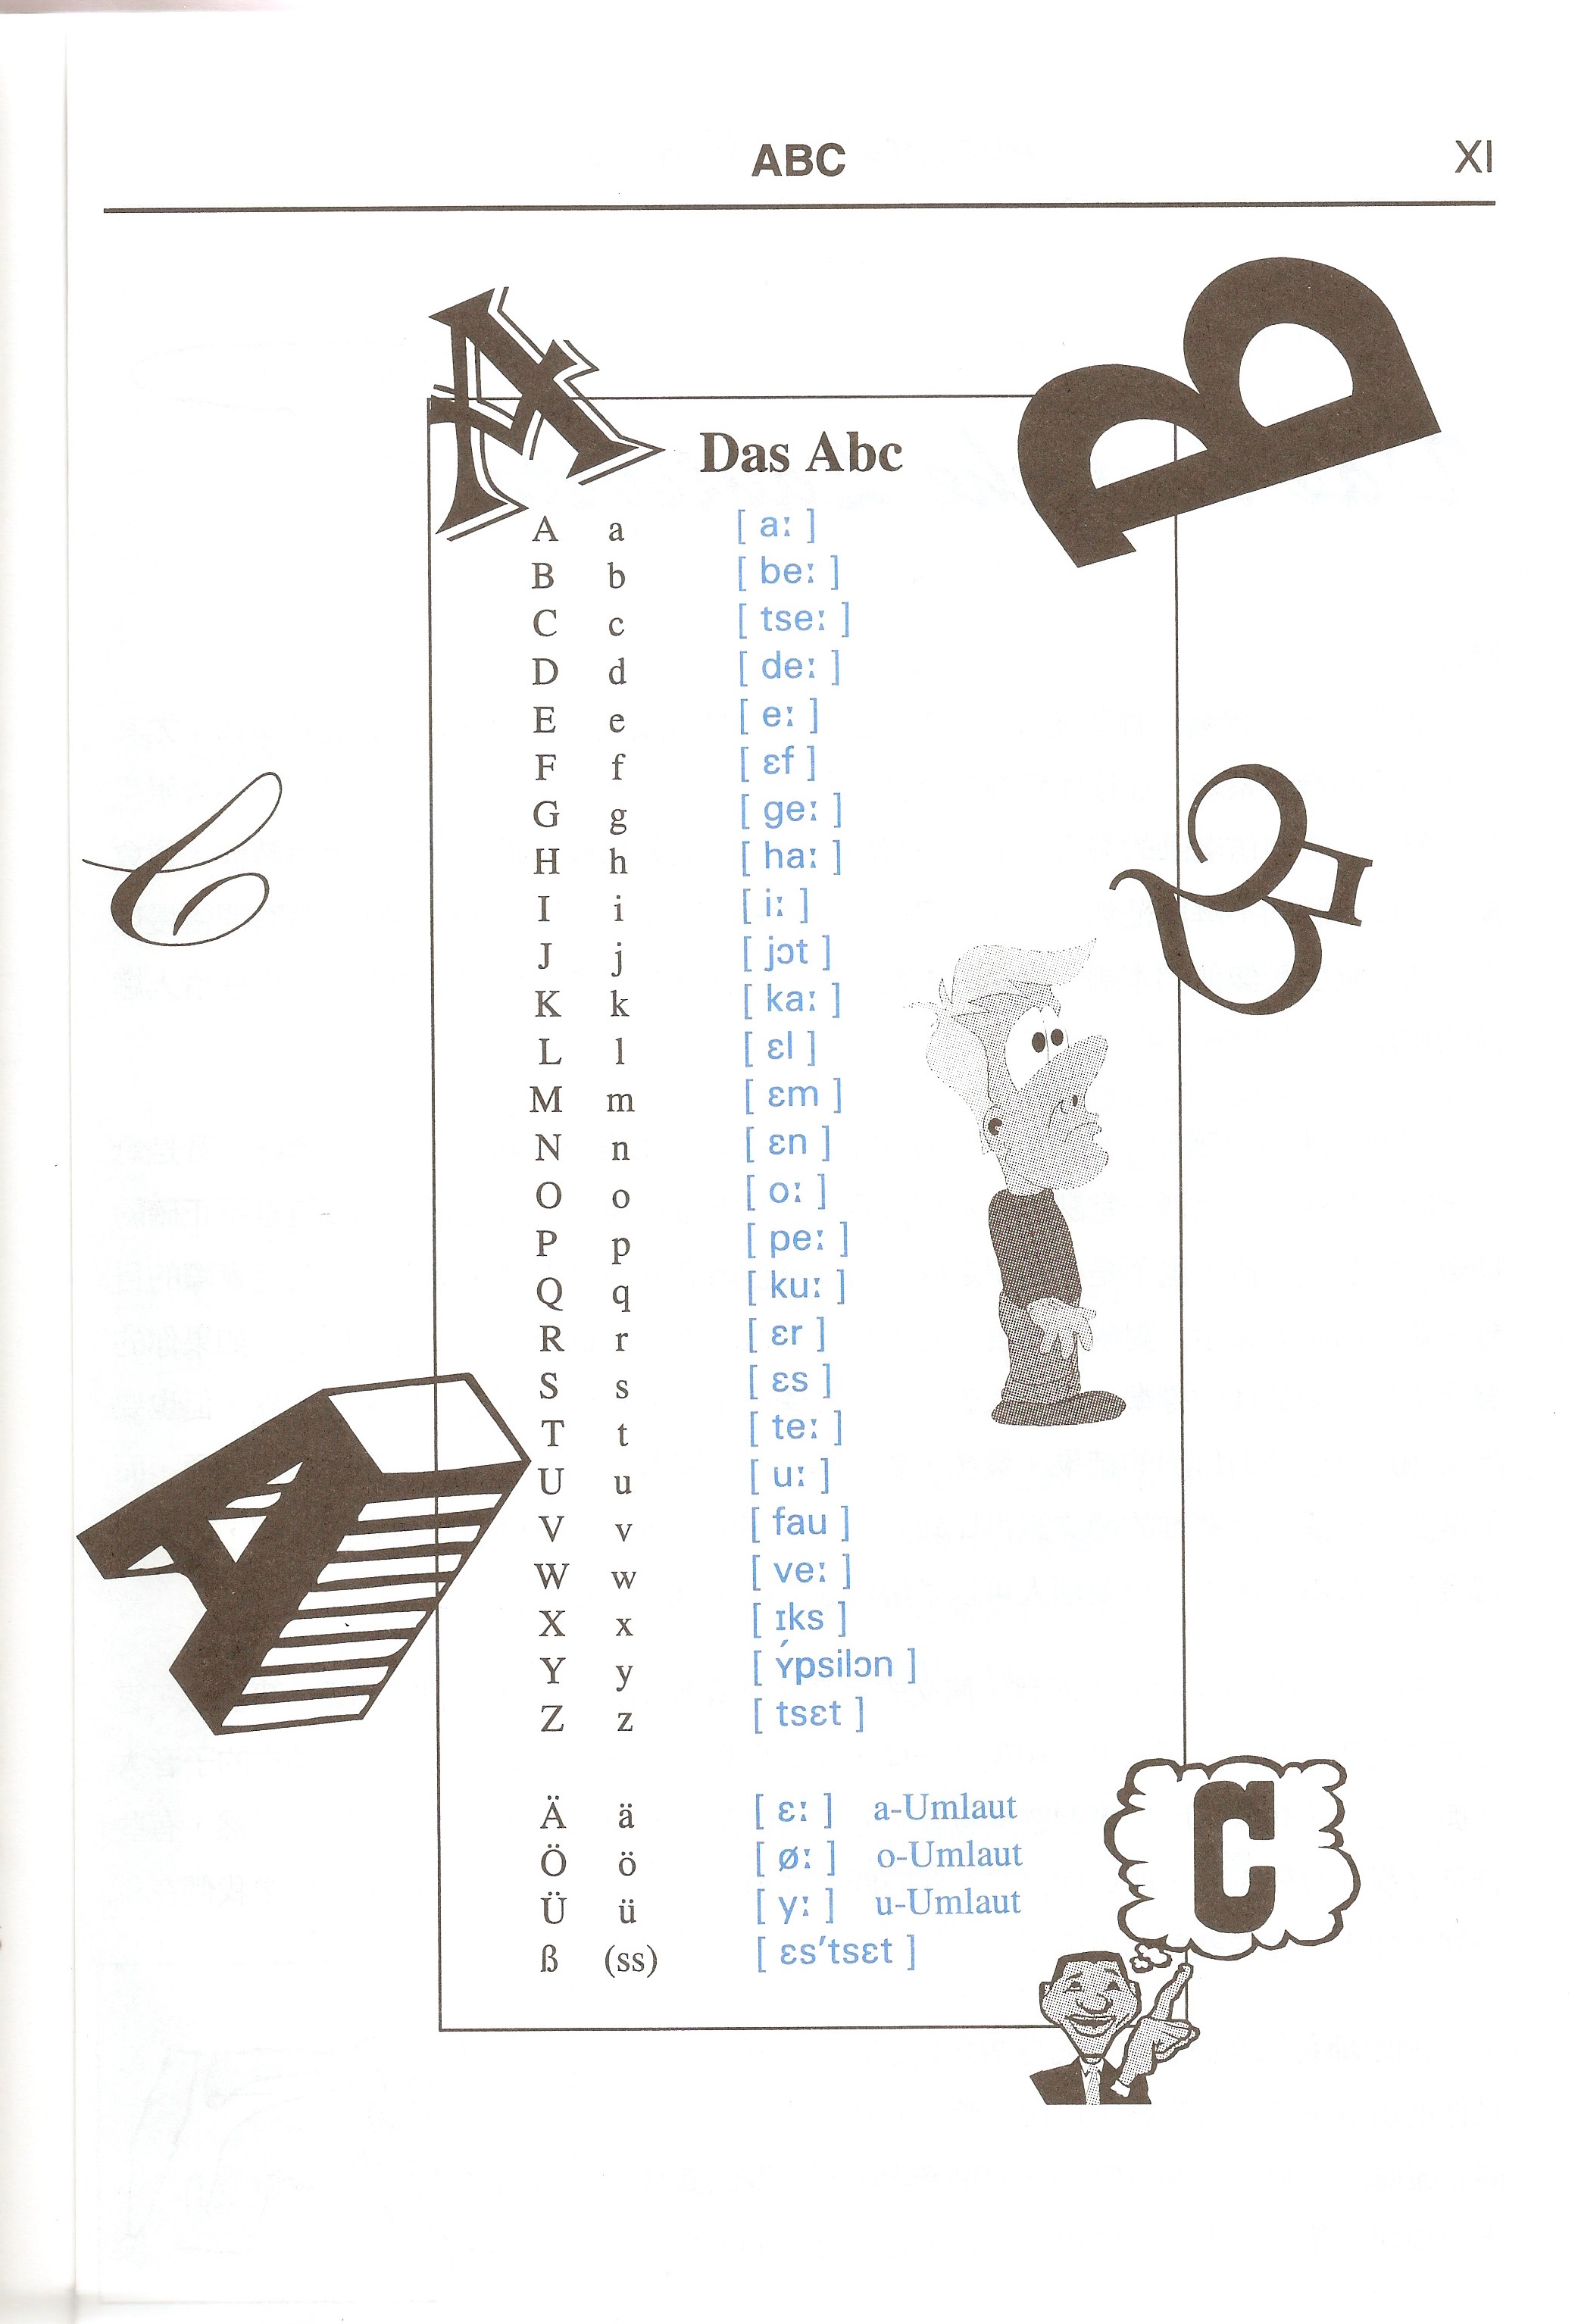 ABC XI
Das Abc
A a [ aː ]
B b [ beː ]
C c [ tseː ]
D d [ deː ]
E e [ eː ]
F f [ ɛf ]
G g [ geː ]
H h [ haː ]
I i [ iː ]
J j [ jɔt ]
K k [ kaː ]
L l [ ɛl ]
M m [ ɛm ]
N n [ ɛn ]
O o [ oː ]
P p [ peː ]
Q q [ kuː ]
R r [ ɛr ]
S s [ ɛs ]
T t [ teː ]
U u [ uː ]
V v [ fau ]
W w [ veː ]
X x [ ɪks ]
Y y [ ʏ́psilɔn ]
Z z [ tsɛt ]
Ä ä [ ɛː ] a-Umlaut
Ö ö [ øː ] o-Umlaut
Ü ü [ yː ] u-Umlaut
ß (ss) [ ɛs'tsɛt ]
A
B
C
B
A
C